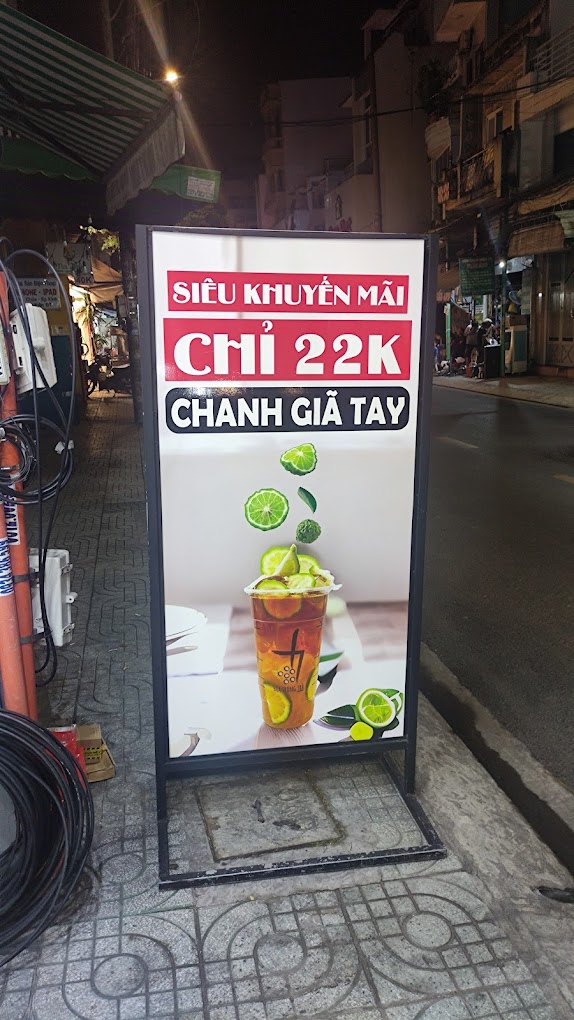 SIÊU KHUYẾN MÃI
CHỈ 22K
CHANH GIÃ TAY